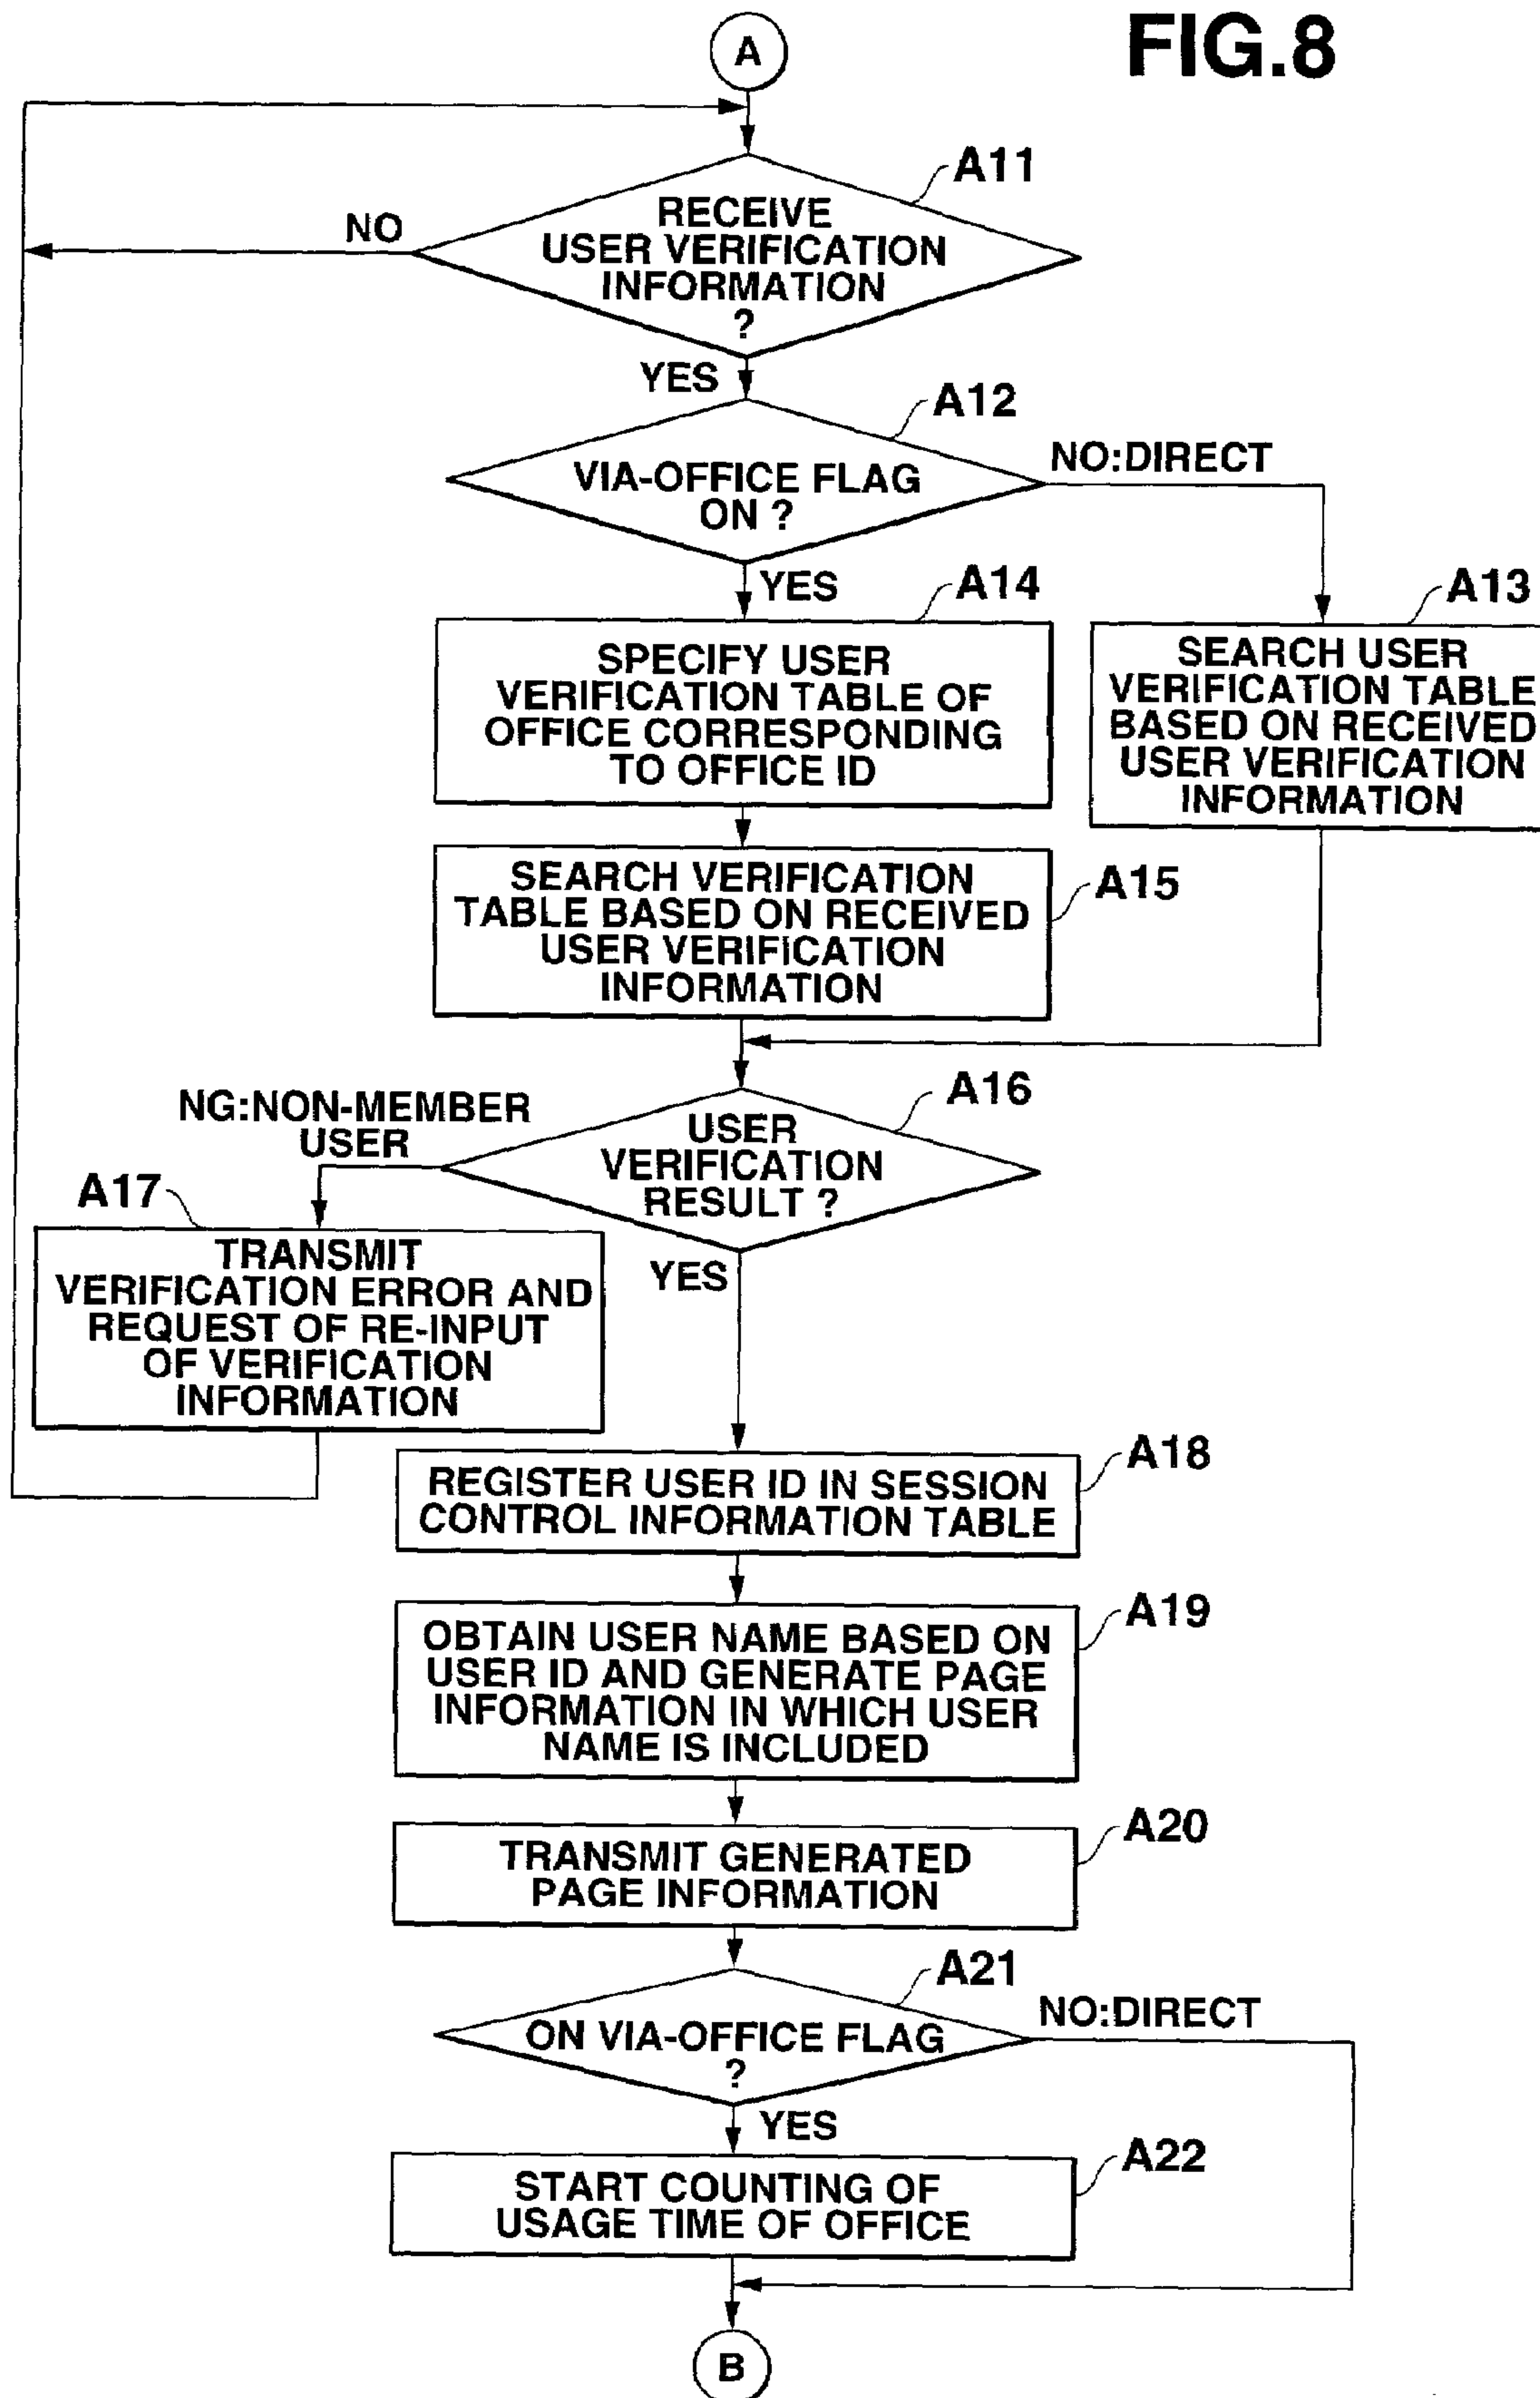 FIG.8
A
A11
RECEIVE
USER VERIFICATION
INFORMATION
?
NO
YES
A12
VIA-OFFICE FLAG
ON ?
NO:DIRECT
YES
A14
SPECIFY USER
VERIFICATION TABLE OF
OFFICE CORRESPONDING
TO OFFICE ID
A13
SEARCH USER
VERIFICATION TABLE
BASED ON RECEIVED
USER VERIFICATION
INFORMATION
A15
SEARCH VERIFICATION
TABLE BASED ON RECEIVED
USER VERIFICATION
INFORMATION
A16
USER
VERIFICATION
RESULT ?
NG:NON-MEMBER
USER
A17
TRANSMIT
VERIFICATION ERROR AND
REQUEST OF RE-INPUT
OF VERIFICATION
INFORMATION
YES
A18
REGISTER USER ID IN SESSION
CONTROL INFORMATION TABLE
A19
OBTAIN USER NAME BASED ON
USER ID AND GENERATE PAGE
INFORMATION IN WHICH USER
NAME IS INCLUDED
A20
TRANSMIT GENERATED
PAGE INFORMATION
A21
ON VIA-OFFICE FLAG
?
NO:DIRECT
YES
A22
START COUNTING OF
USAGE TIME OF OFFICE
B